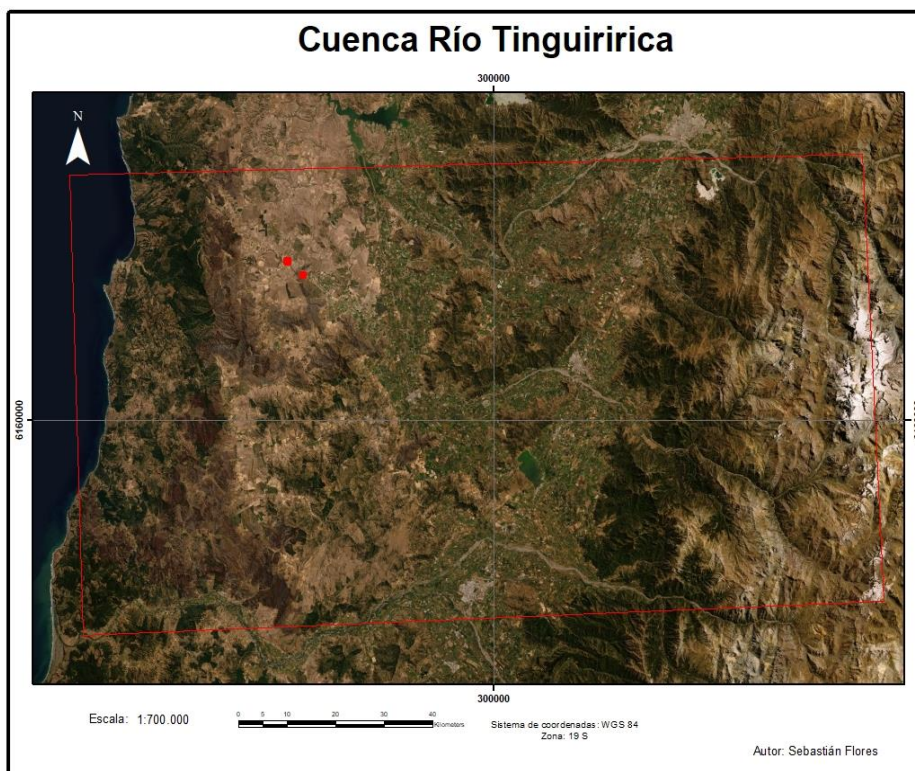 Cuenca Río Tinguiririca
300000
N
6160000
300000
Escala: 1:700.000
0 5 10 20 30 40
Kilometers
Sistema de coordenadas: WGS 84
Zona: 19 S
Autor: Sebastián Flores